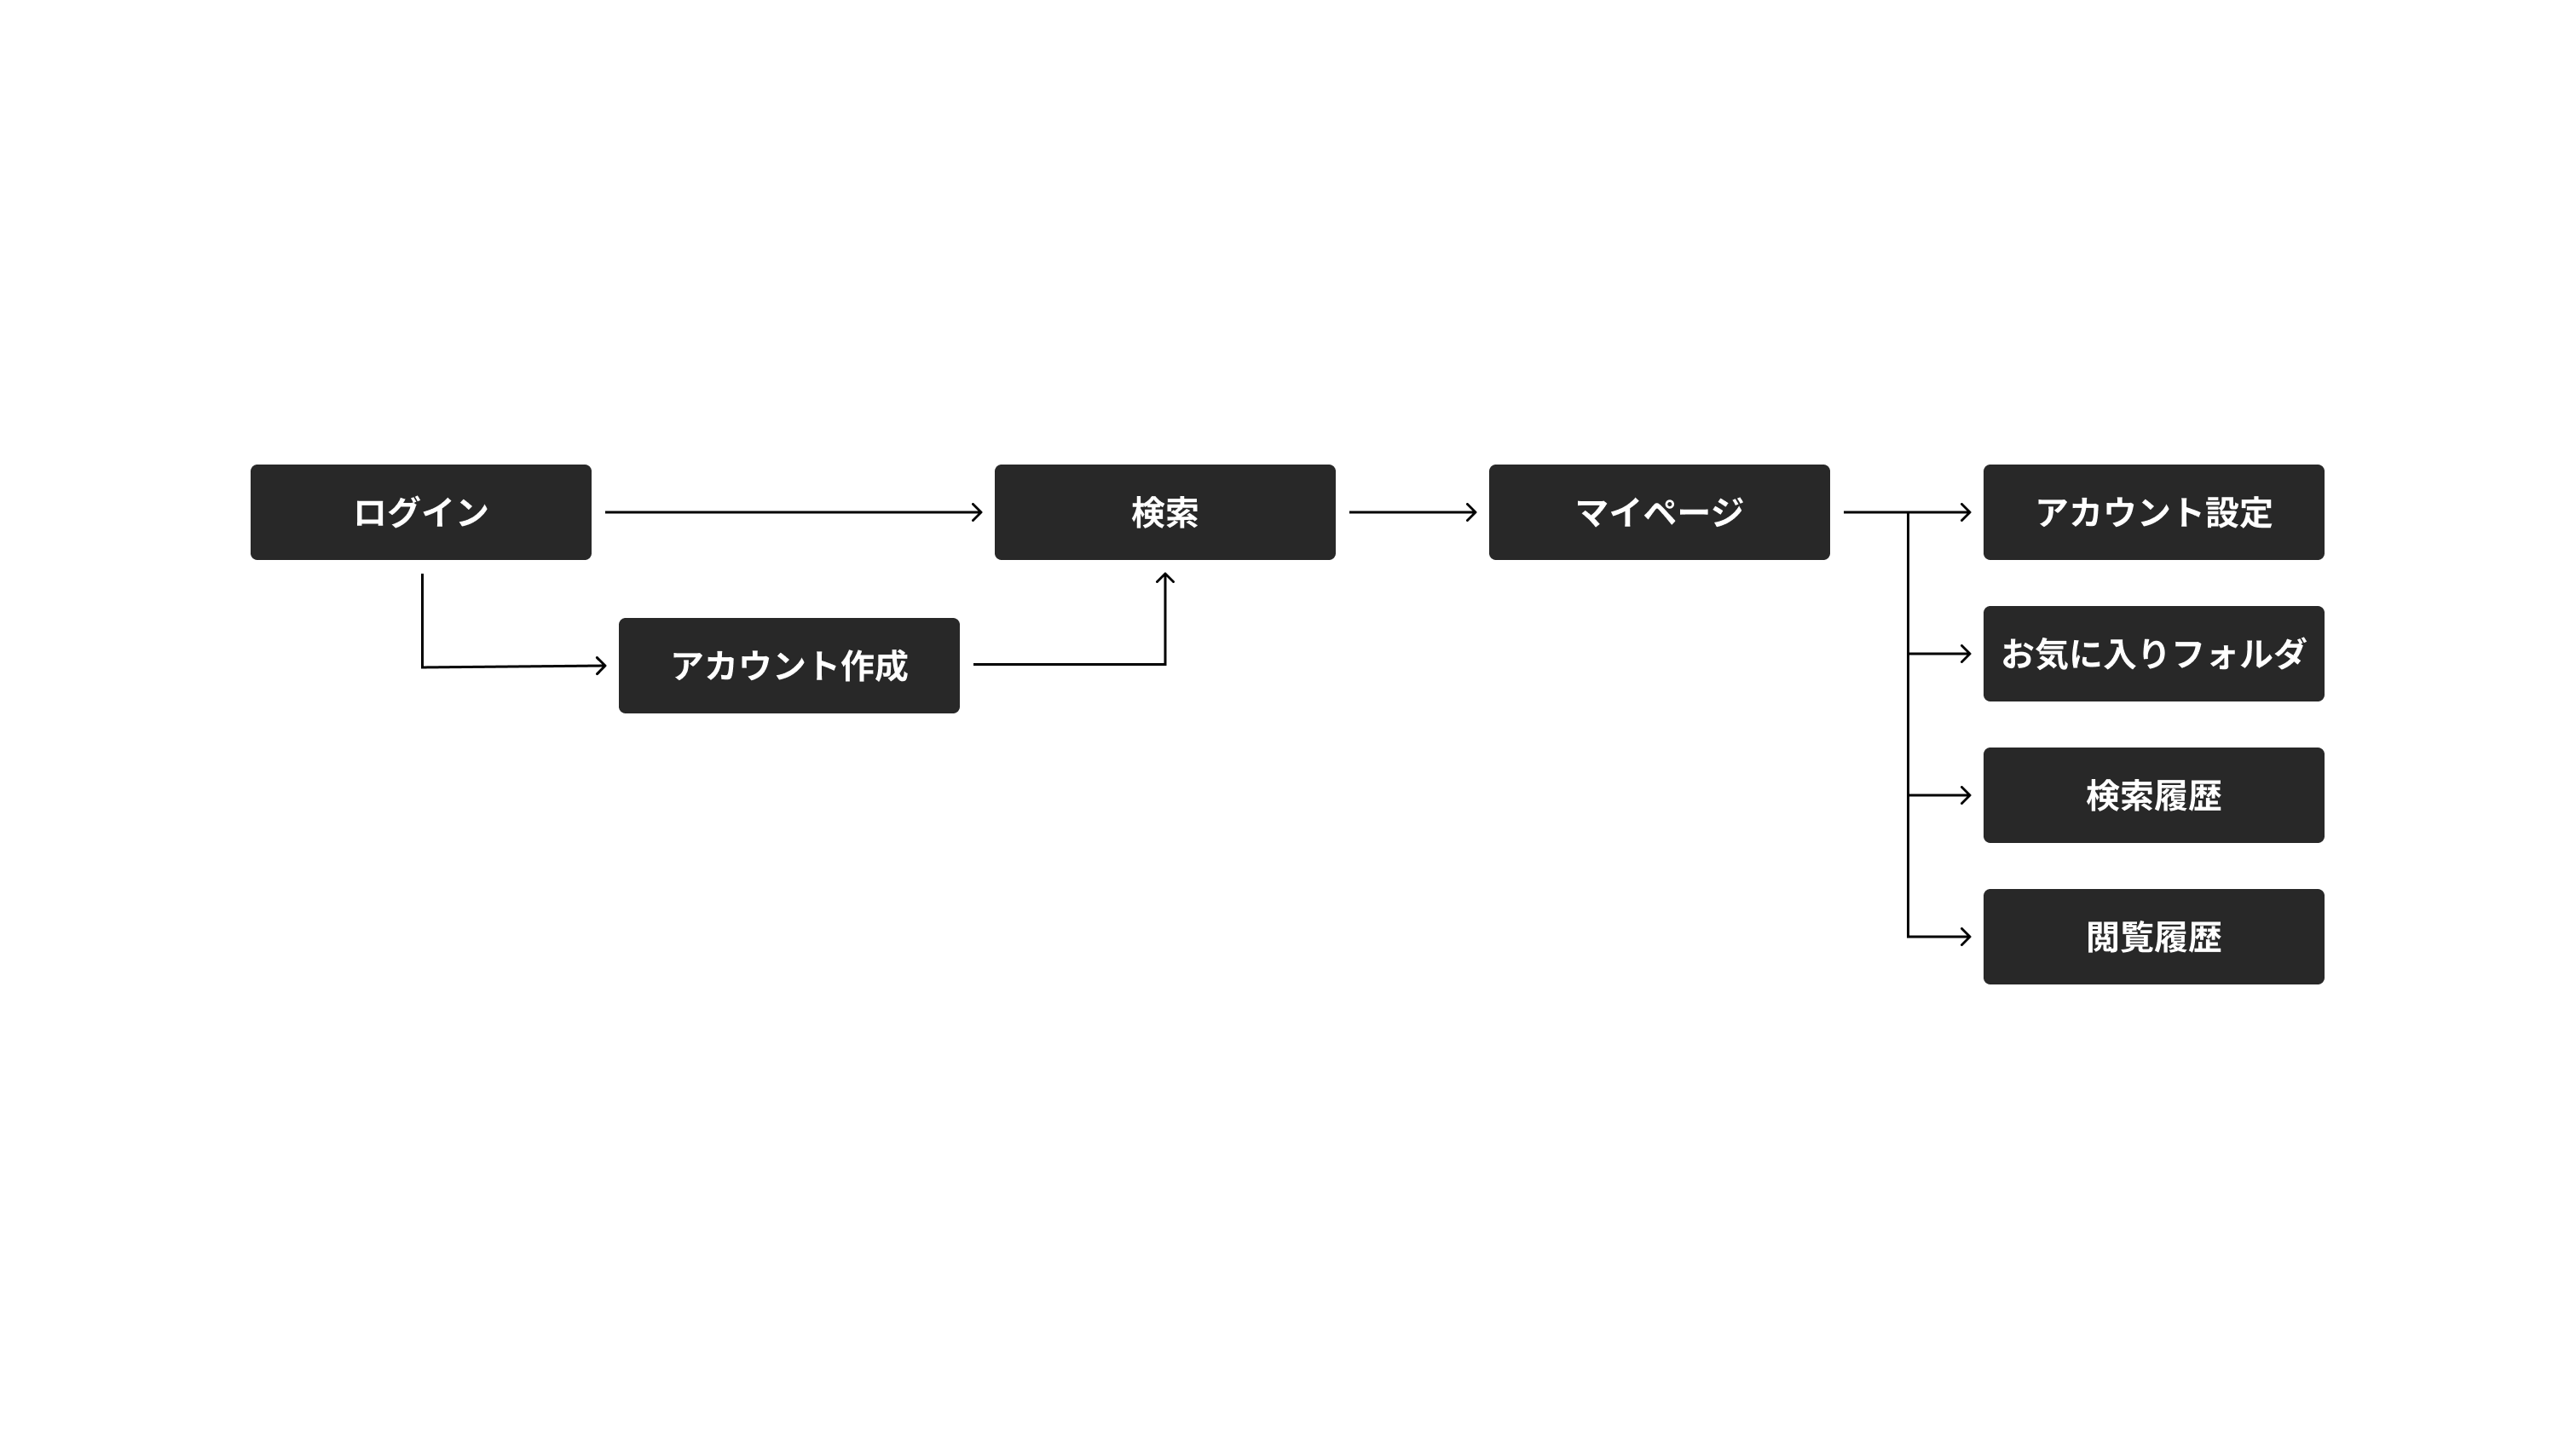 ログイン
検索
マイページ
アカウント設定
アカウント作成
お気に入りフォルダ
検索履歴
閲覧履歴